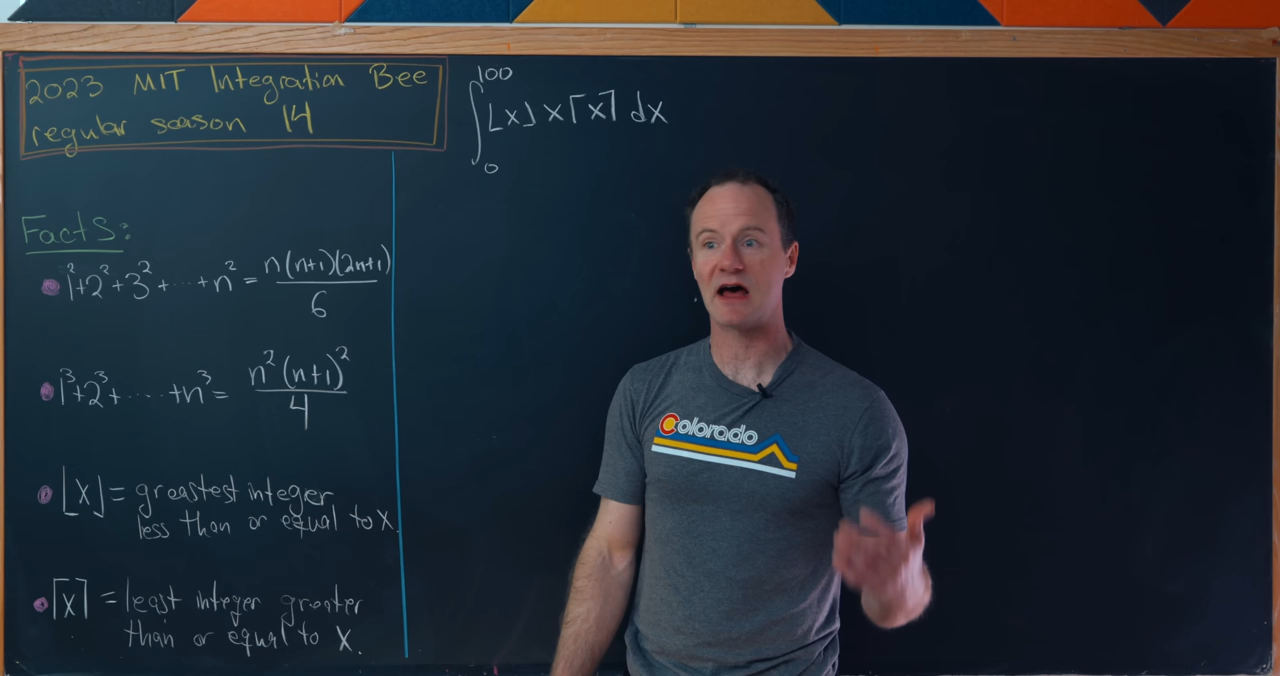 2023 MIT Integration Bee
regular season 14
∫₀¹⁰⁰ ⌊x⌋ x ⌈x⌉ dx
Facts:
1²+2²+3²+⋯+n² = n(n+1)(2n+1)/6
1³+2³+⋯⋯+n³ = n²(n+1)²/4
⌊x⌋ = greastest integer
less than or equal to x.
⌈x⌉ = least integer greater
than or equal to x.
Colorado